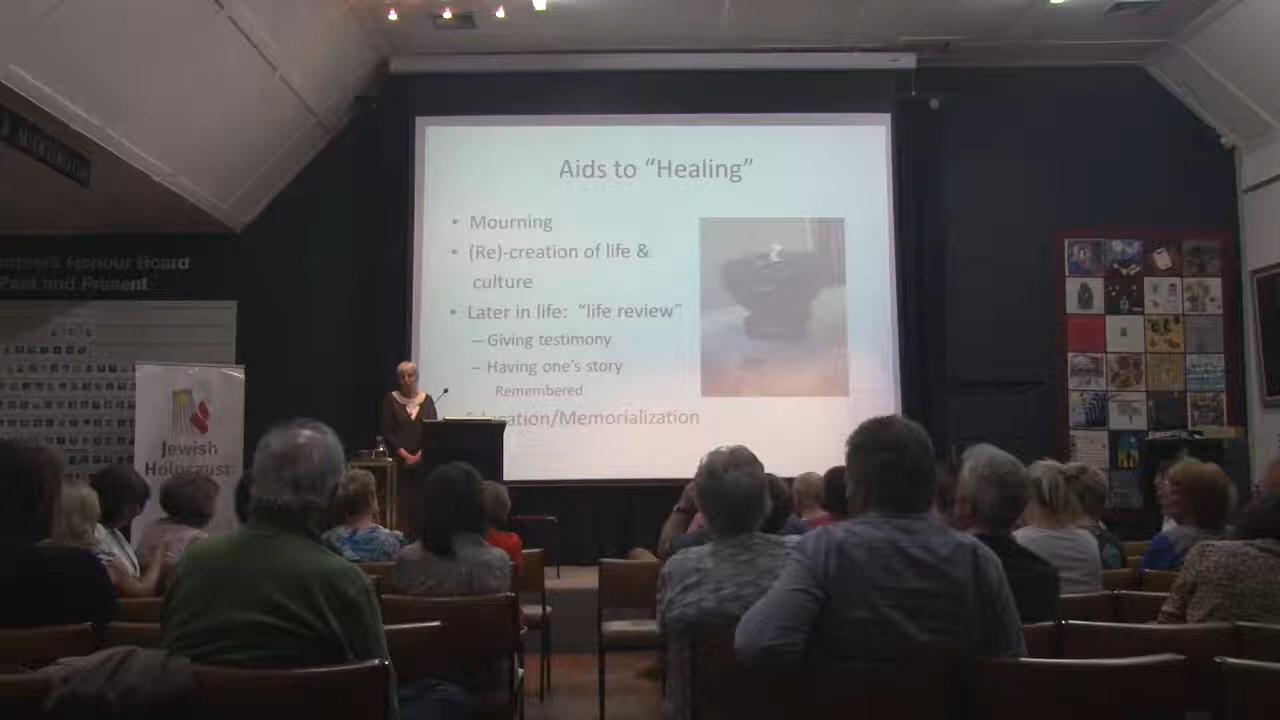 Aids to “Healing”
• Mourning
• (Re)-creation of life &
culture
• Later in life: “life review”
– Giving testimony
– Having one’s story
Remembered
Education/Memorialization
Honour Board
Past and Present
Jewish
Holocaust